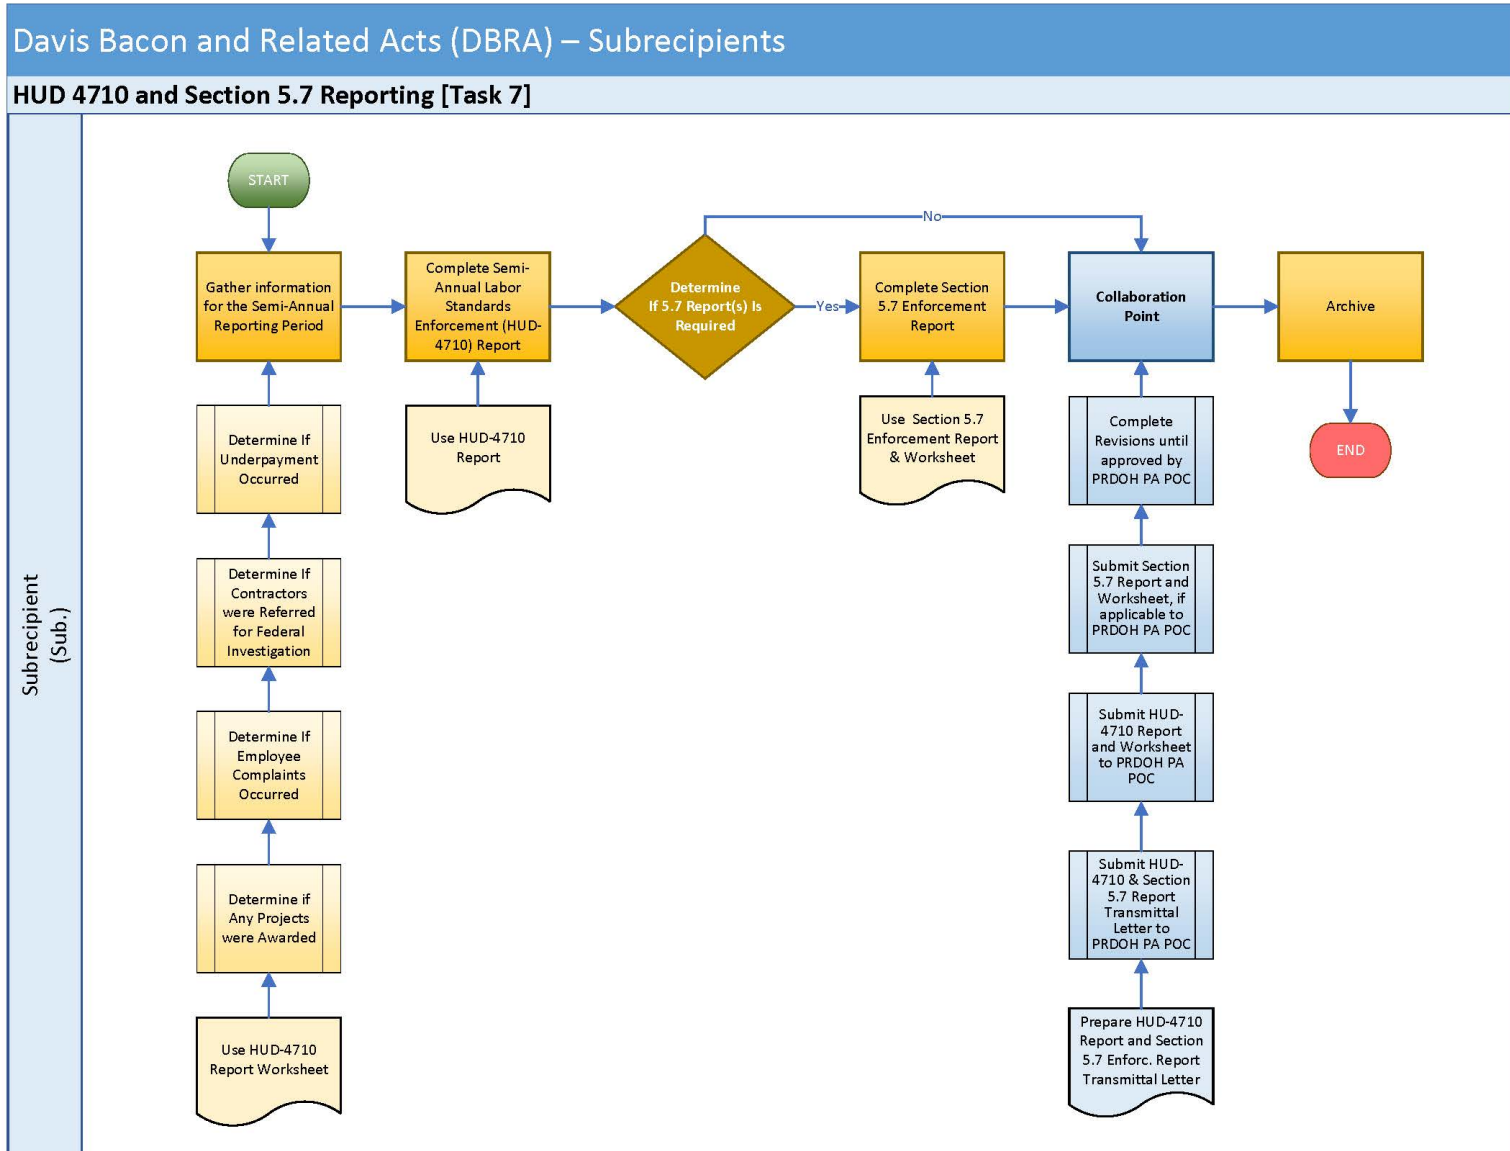 Davis Bacon and Related Acts (DBRA) – Subrecipients
HUD 4710 and Section 5.7 Reporting [Task 7]
Subrecipient
(Sub.)
START
Gather information
for the Semi-Annual
Reporting Period
Complete Semi-
Annual Labor
Standards
Enforcement (HUD-
4710) Report
Determine
If 5.7 Report(s) Is
Required
No
Yes
Complete Section
5.7 Enforcement
Report
Collaboration
Point
Archive
END
Determine If
Underpayment
Occurred
Determine If
Contractors
were Referred
for Federal
Investigation
Determine If
Employee
Complaints
Occurred
Determine if
Any Projects
were Awarded
Use HUD-4710
Report Worksheet
Use HUD-4710
Report
Use Section 5.7
Enforcement Report
& Worksheet
Complete
Revisions until
approved by
PRDOH PA POC
Submit Section
5.7 Report and
Worksheet, if
applicable to
PRDOH PA POC
Submit HUD-
4710 Report
and Worksheet
to PRDOH PA
POC
Submit HUD-
4710 & Section
5.7 Report
Transmittal
Letter to
PRDOH PA POC
Prepare HUD-4710
Report and Section
5.7 Enforc. Report
Transmittal Letter